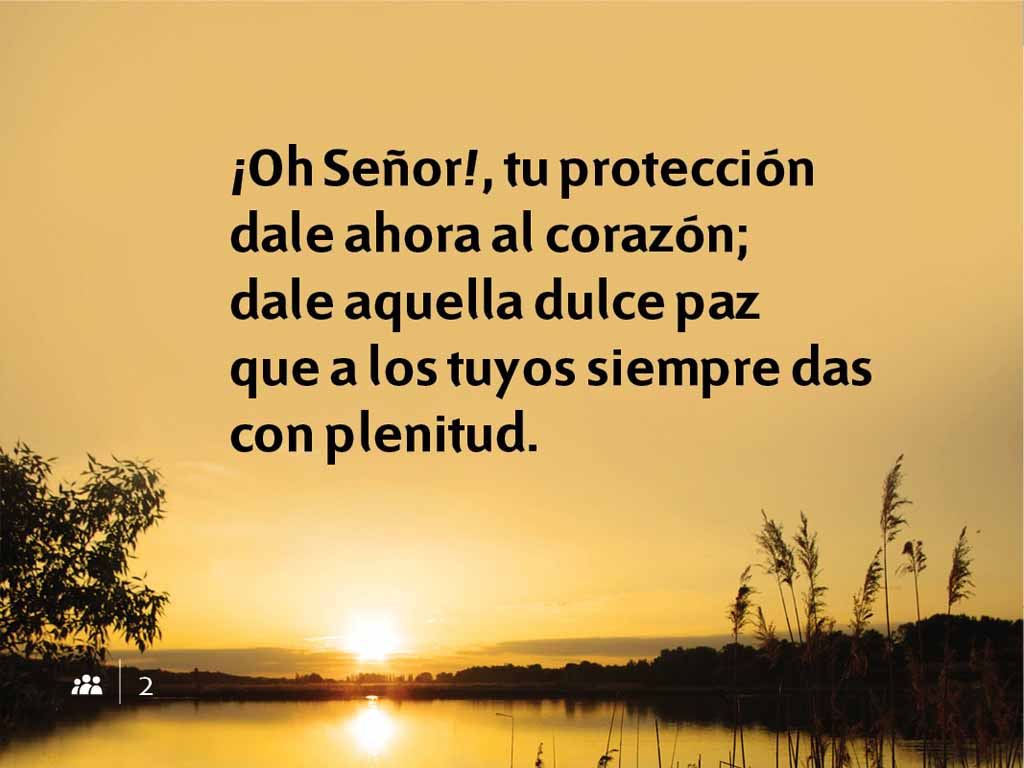 ¡Oh Señor!, tu protección
dale ahora al corazón;
dale aquella dulce paz
que a los tuyos siempre das
con plenitud.
2